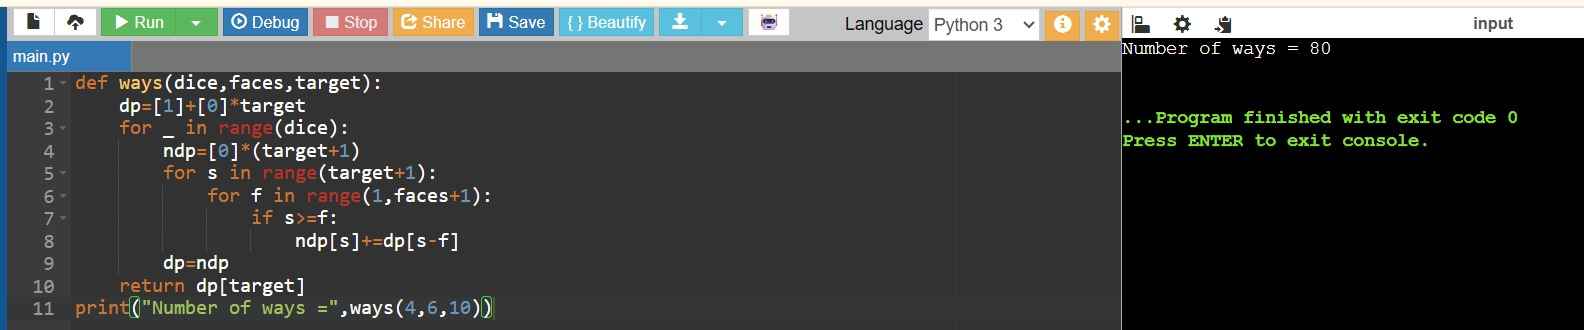 Run Debug Stop Share Save { } Beautify Language Python 3 input
main.py
1 def ways(dice,faces,target):
2     dp=[1]+[0]*target
3     for _ in range(dice):
4         ndp=[0]*(target+1)
5         for s in range(target+1):
6             for f in range(1,faces+1):
7                 if s>=f:
8                     ndp[s]+=dp[s-f]
9         dp=ndp
10     return dp[target]
11 print("Number of ways =",ways(4,6,10))
Number of ways = 80
...Program finished with exit code 0
Press ENTER to exit console.